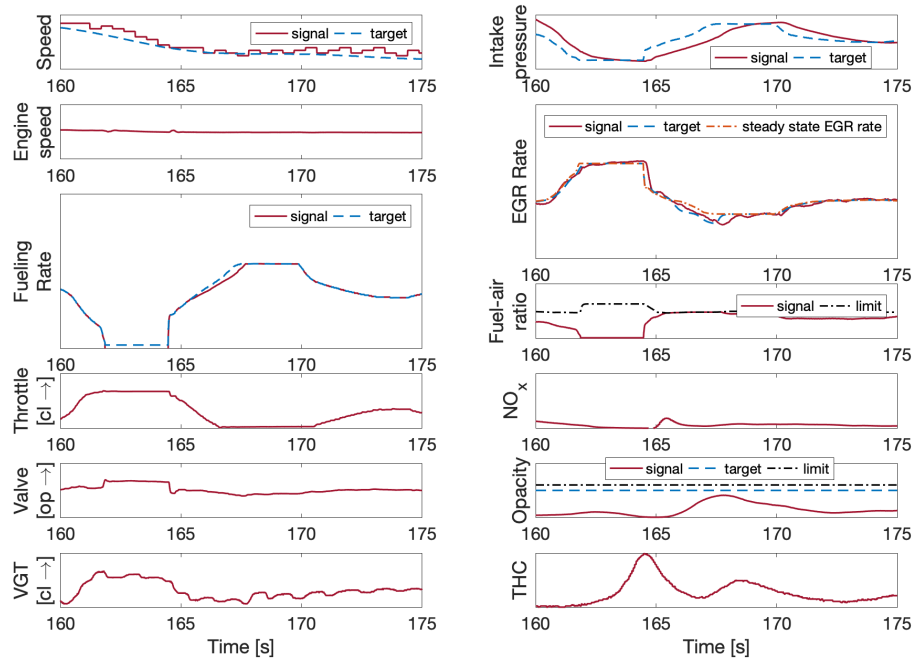 Speed
signal target
160 165 170 175
Engine
speed
160 165 170 175
Fueling
Rate
signal target
160 165 170 175
Throttle
[cl →]
160 165 170 175
Valve
[op →]
160 165 170 175
VGT
[cl →]
160 165 170 175
Time [s]
Intake
pressure
signal target
160 165 170 175
EGR Rate
signal target steady state EGR rate
160 165 170 175
Fuel-air
ratio
signal limit
160 165 170 175
NOx
160 165 170 175
Opacity
signal target limit
160 165 170 175
THC
160 165 170 175
Time [s]